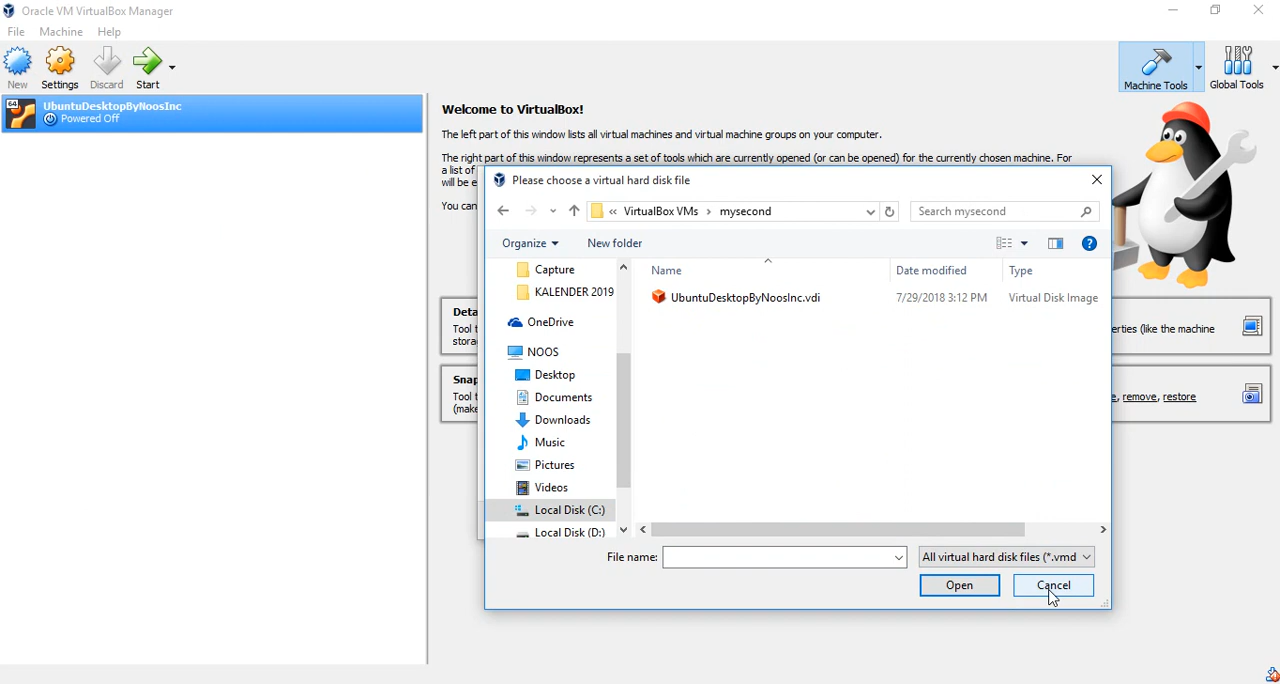 Oracle VM VirtualBox Manager
File Machine Help
New Settings Discard Start
Machine Tools Global Tools
64 UbuntuDesktopByNoosInc
Powered Off
Welcome to VirtualBox!
The left part of this window lists all virtual machines and virtual machine groups on your computer.
The right part of this window represents a set of tools which are currently opened (or can be opened) for the currently chosen machine. For
a list of
will be e
You can
Please choose a virtual hard disk file
« VirtualBox VMs › mysecond
Search mysecond
Organize New folder
Name Date modified Type
UbuntuDesktopByNoosInc.vdi 7/29/2018 3:12 PM Virtual Disk Image
Capture
KALENDER 2019
OneDrive
NOOS
Desktop
Documents
Downloads
Music
Pictures
Videos
Local Disk (C:)
Local Disk (D:)
Deta
Tool t
stora
erties (like the machine
Snap
Tool t
(make
e, remove, restore
File name: All virtual hard disk files (*.vmd
Open Cancel